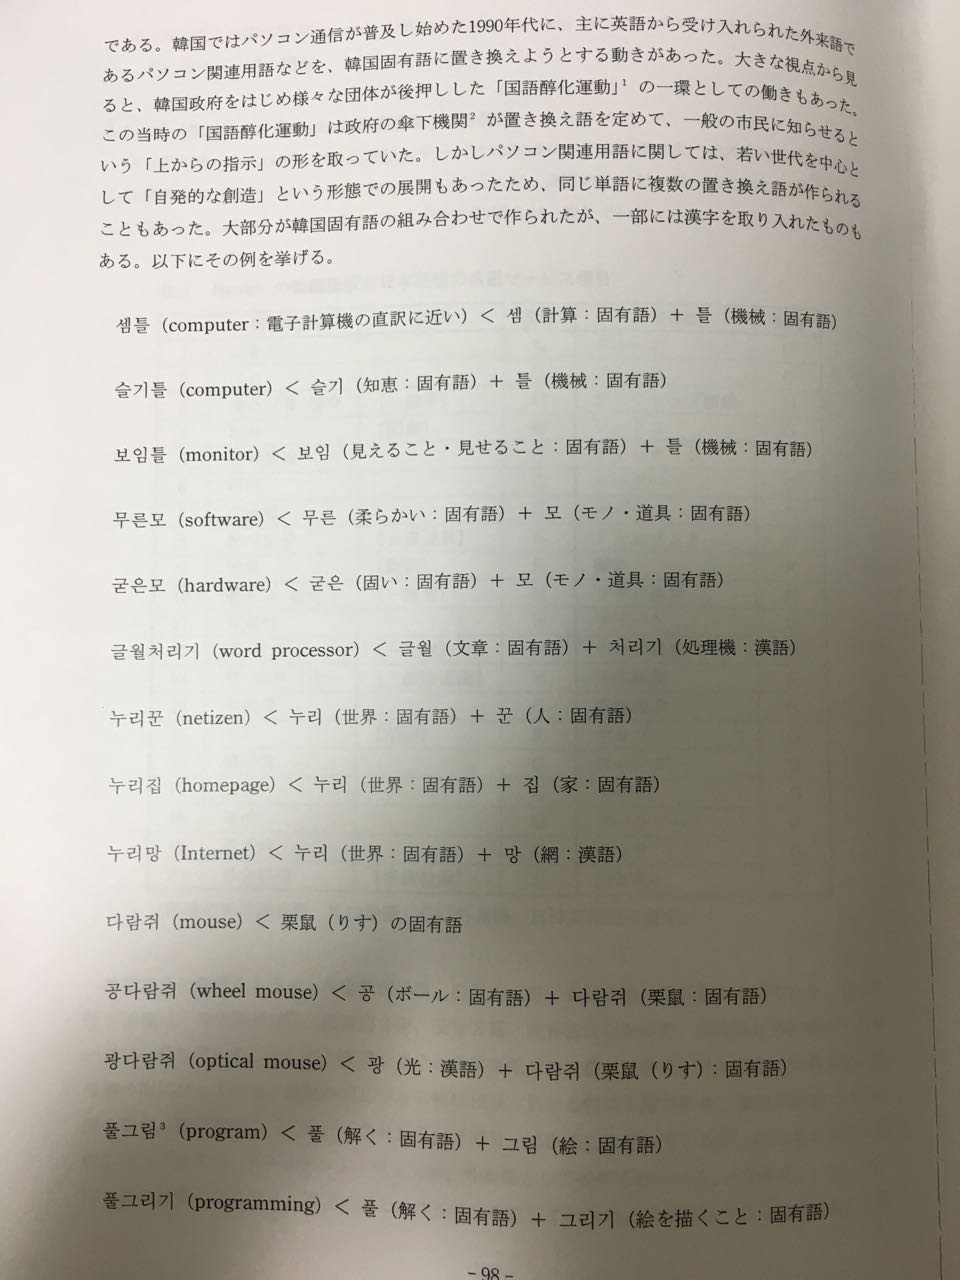 である。韓国ではパソコン通信が普及し始めた1990年代に、主に英語から受け入れられた外来語で
あるパソコン関連用語などを、韓国固有語に置き換えようとする動きがあった。大きな視点から見
ると、韓国政府をはじめ様々な団体が後押しした「国語醇化運動」¹ の一環としての働きもあった。
この当時の「国語醇化運動」は政府の傘下機関² が置き換え語を定めて、一般の市民に知らせると
いう「上からの指示」の形を取っていた。しかしパソコン関連用語に関しては、若い世代を中心と
して「自発的な創造」という形態での展開もあったため、同じ単語に複数の置き換え語が作られる
こともあった。大部分が韓国固有語の組み合わせで作られたが、一部には漢字を取り入れたものも
ある。以下にその例を挙げる。
셈틀（computer：電子計算機の直訳に近い）＜ 셈（計算：固有語）＋ 틀（機械：固有語）
슬기틀（computer）＜ 슬기（知恵：固有語）＋ 틀（機械：固有語）
보임틀（monitor）＜ 보임（見えること・見せること：固有語）＋ 틀（機械：固有語）
무른모（software）＜ 무른（柔らかい：固有語）＋ 모（モノ・道具：固有語）
굳은모（hardware）＜ 굳은（固い：固有語）＋ 모（モノ・道具：固有語）
글월처리기（word processor）＜ 글월（文章：固有語）＋ 처리기（処理機：漢語）
누리꾼（netizen）＜ 누리（世界：固有語）＋ 꾼（人：固有語）
누리집（homepage）＜ 누리（世界：固有語）＋ 집（家：固有語）
누리망（Internet）＜ 누리（世界：固有語）＋ 망（網：漢語）
다람쥐（mouse）＜ 栗鼠（りす）の固有語
공다람쥐（wheel mouse）＜ 공（ボール：固有語）＋ 다람쥐（栗鼠：固有語）
광다람쥐（optical mouse）＜ 광（光：漢語）＋ 다람쥐（栗鼠（りす）：固有語）
풀그림³（program）＜ 풀（解く：固有語）＋ 그림（絵：固有語）
풀그리기（programming）＜ 풀（解く：固有語）＋ 그리기（絵を描くこと：固有語）
- 98 -